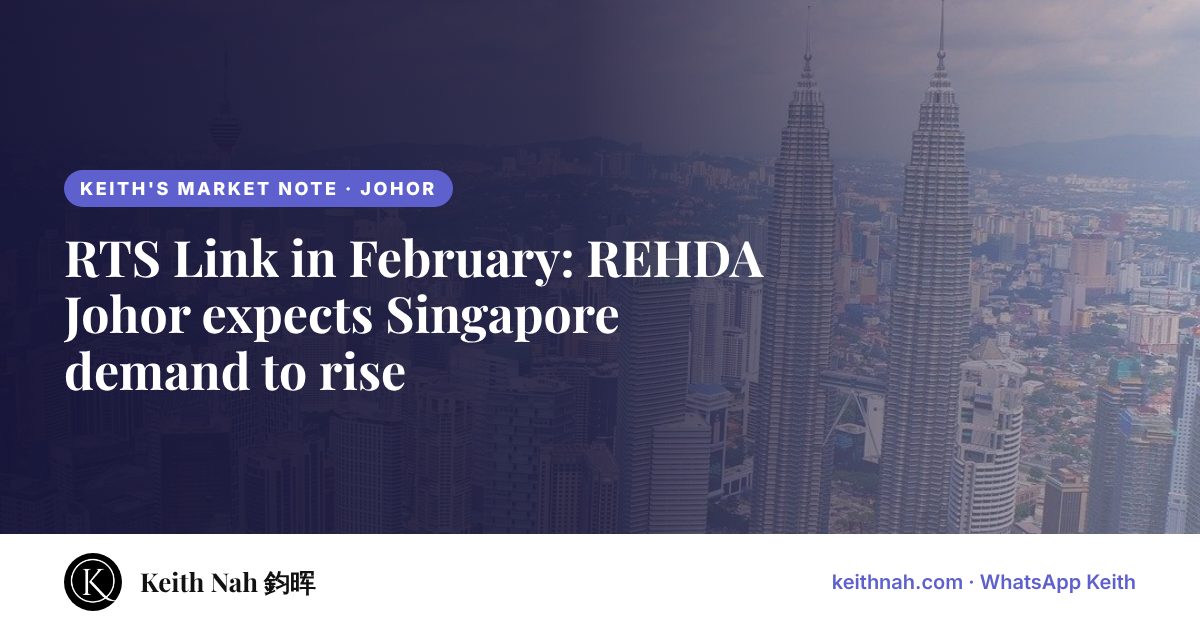 KEITH'S MARKET NOTE · JOHOR
RTS Link in February: REHDA
Johor expects Singapore
demand to rise
K
Keith Nah 鈞晖
keithnah.com · WhatsApp Keith